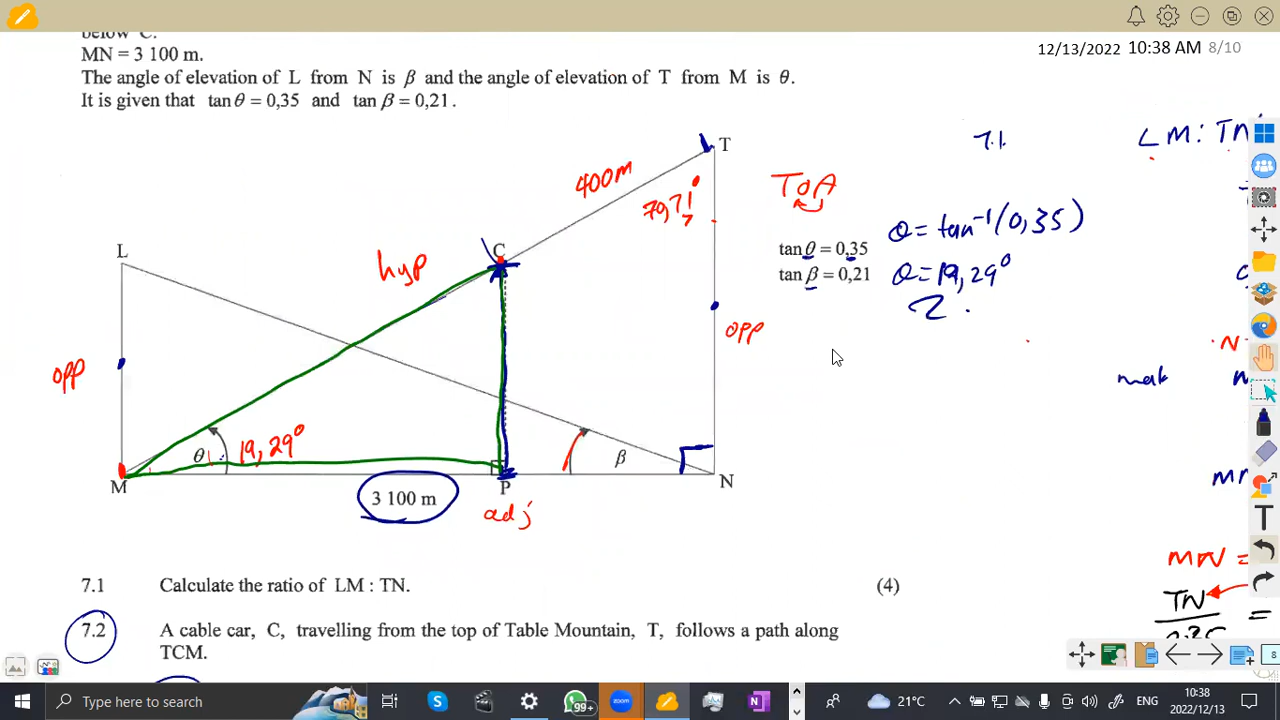 below C.
MN = 3 100 m.
The angle of elevation of L from N is β and the angle of elevation of T from M is θ.
It is given that tan θ = 0,35 and tan β = 0,21.
12/13/2022 10:38 AM 8/10
7.1.
LM : TN
T
400m
70,71°
TOA
tan θ = 0,35
tan β = 0,21
θ = tan⁻¹(0,35)
θ = 19,29°
L
C
hyp
opp
opp
θ
19,29°
β
M
3 100 m
P
adj
N
MN =
TN
=
7.1 Calculate the ratio of LM : TN. (4)
7.2 A cable car, C, travelling from the top of Table Mountain, T, follows a path along
TCM.
8
T
Type here to search
99+
21°C
ENG
10:38
2022/12/13